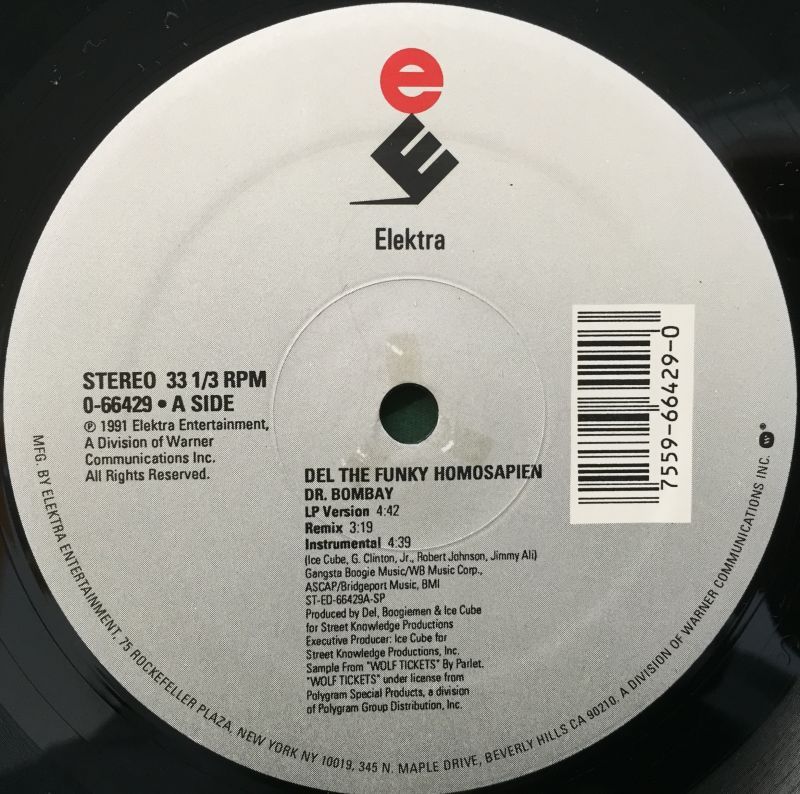 e
E
Elektra
STEREO 33 1/3 RPM
0-66429 • A SIDE
℗ 1991 Elektra Entertainment,
A Division of Warner
Communications Inc.
All Rights Reserved.
7559-66429-0
DEL THE FUNKY HOMOSAPIEN
DR. BOMBAY
LP Version 4:42
Remix 3:19
Instrumental 4:39
(Ice Cube, G. Clinton, Jr., Robert Johnson, Jimmy Ali)
Gangsta Boogie Music/WB Music Corp.,
ASCAP/Bridgeport Music, BMI
ST-ED-66429A-SP
Produced by Del, Boogiemen & Ice Cube
for Street Knowledge Productions
Executive Producer: Ice Cube for
Street Knowledge Productions, Inc.
Sample From "WOLF TICKETS" By Parlet.
"WOLF TICKETS" under license from
Polygram Special Products, a division
of Polygram Group Distribution, Inc.
MFG. BY ELEKTRA ENTERTAINMENT, 75 ROCKEFELLER PLAZA, NEW YORK NY 10019, 345 N. MAPLE DRIVE, BEVERLY HILLS CA 90210. A DIVISION OF WARNER COMMUNICATIONS INC. W ®